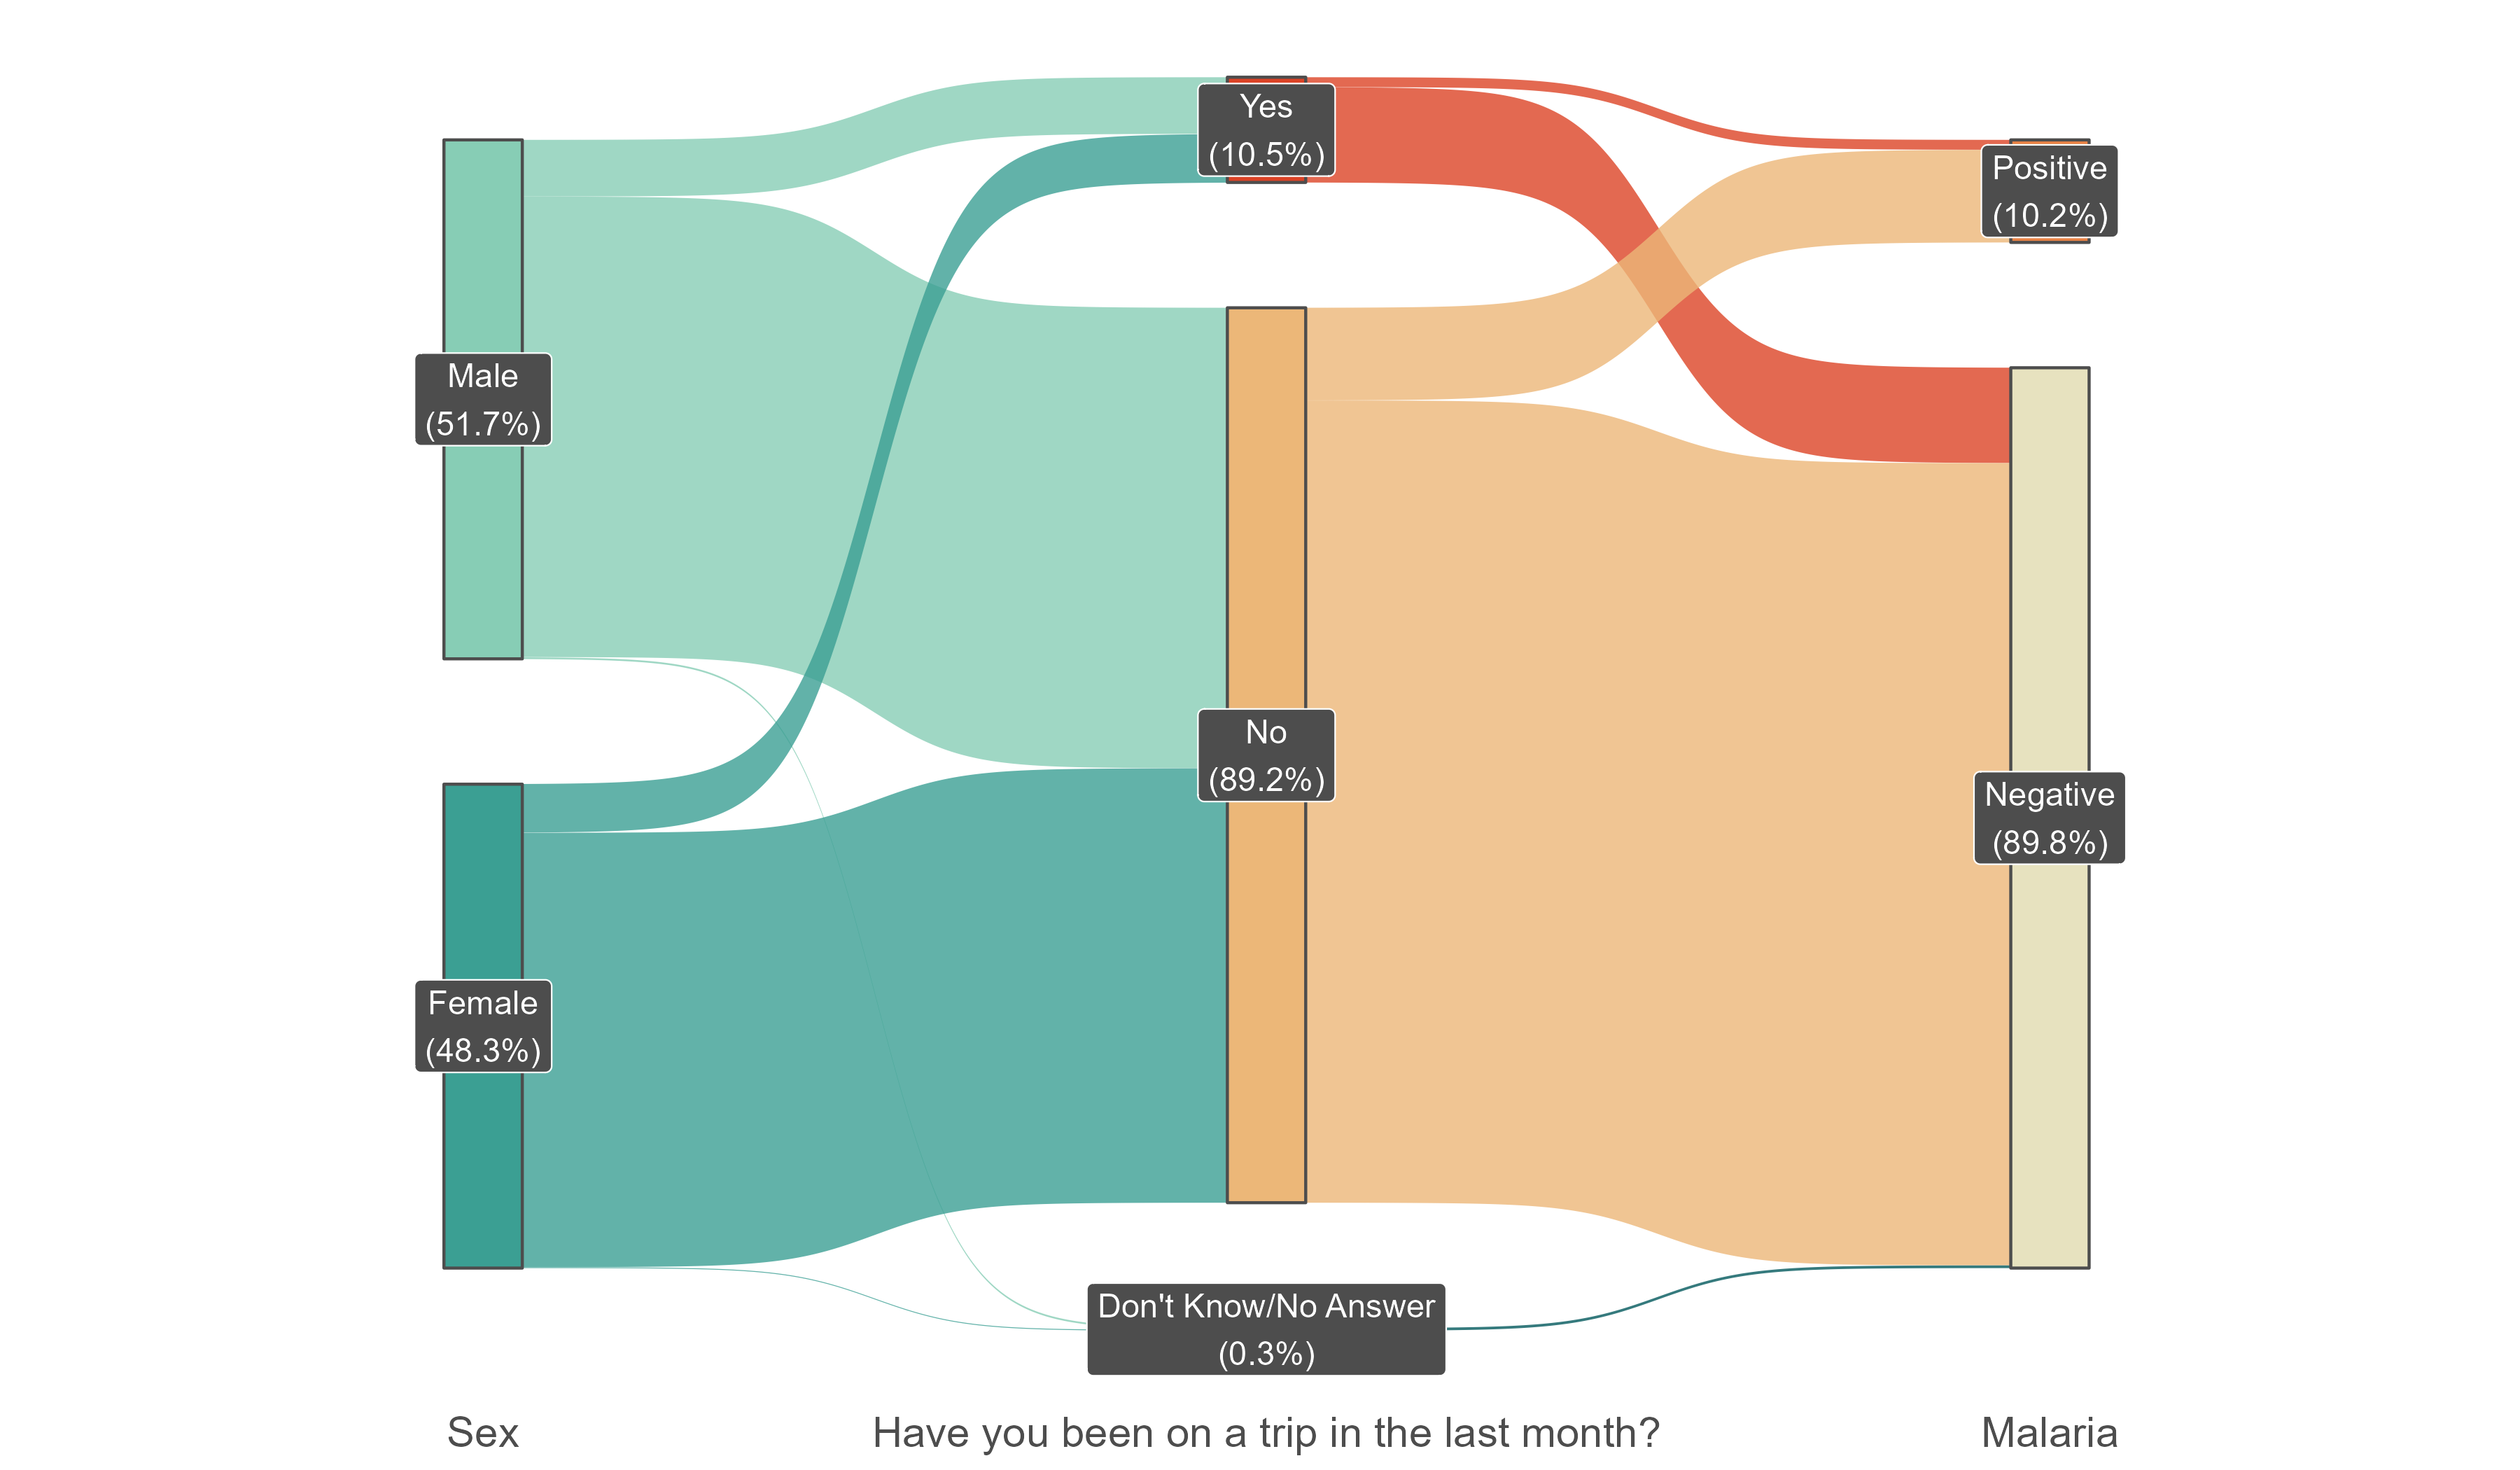 Yes
(10.5%)
Positive
(10.2%)
Male
(51.7%)
No
(89.2%)
Negative
(89.8%)
Female
(48.3%)
Don't Know/No Answer
(0.3%)
Sex
Have you been on a trip in the last month?
Malaria